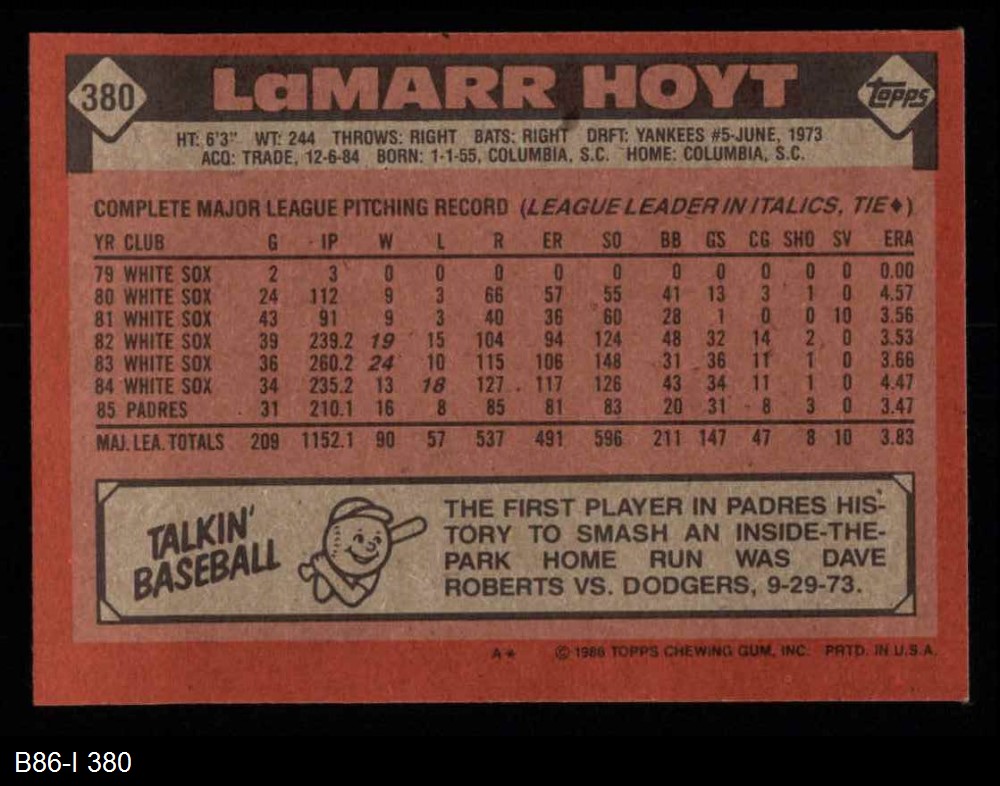 380 LaMARR HOYT Topps
HT: 6'3" WT: 244 THROWS: RIGHT BATS: RIGHT DRFT: YANKEES #5-JUNE, 1973
ACQ: TRADE, 12-6-84 BORN: 1-1-55, COLUMBIA, S.C. HOME: COLUMBIA, S.C.
COMPLETE MAJOR LEAGUE PITCHING RECORD (LEAGUE LEADER IN ITALICS, TIE♦)
YR CLUB G IP W L R ER SO BB GS CG SHO SV ERA
79 WHITE SOX 2 3 0 0 0 0 0 0 0 0 0 0 0.00
80 WHITE SOX 24 112 9 3 66 57 55 41 13 3 1 0 4.57
81 WHITE SOX 43 91 9 3 40 36 60 28 1 0 0 10 3.56
82 WHITE SOX 39 239.2 19 15 104 94 124 48 32 14 2 0 3.53
83 WHITE SOX 36 260.2 24 10 115 106 148 31 36 11 1 0 3.66
84 WHITE SOX 34 235.2 13 18 127 117 126 43 34 11 1 0 4.47
85 PADRES 31 210.1 16 8 85 81 83 20 31 8 3 0 3.47
MAJ. LEA. TOTALS 209 1152.1 90 57 537 491 596 211 147 47 8 10 3.83
TALKIN'
BASEBALL
THE FIRST PLAYER IN PADRES HIS-
TORY TO SMASH AN INSIDE-THE-
PARK HOME RUN WAS DAVE
ROBERTS VS. DODGERS, 9-29-73.
A* © 1986 TOPPS CHEWING GUM, INC. PRTD. IN U.S.A.
B86-I 380